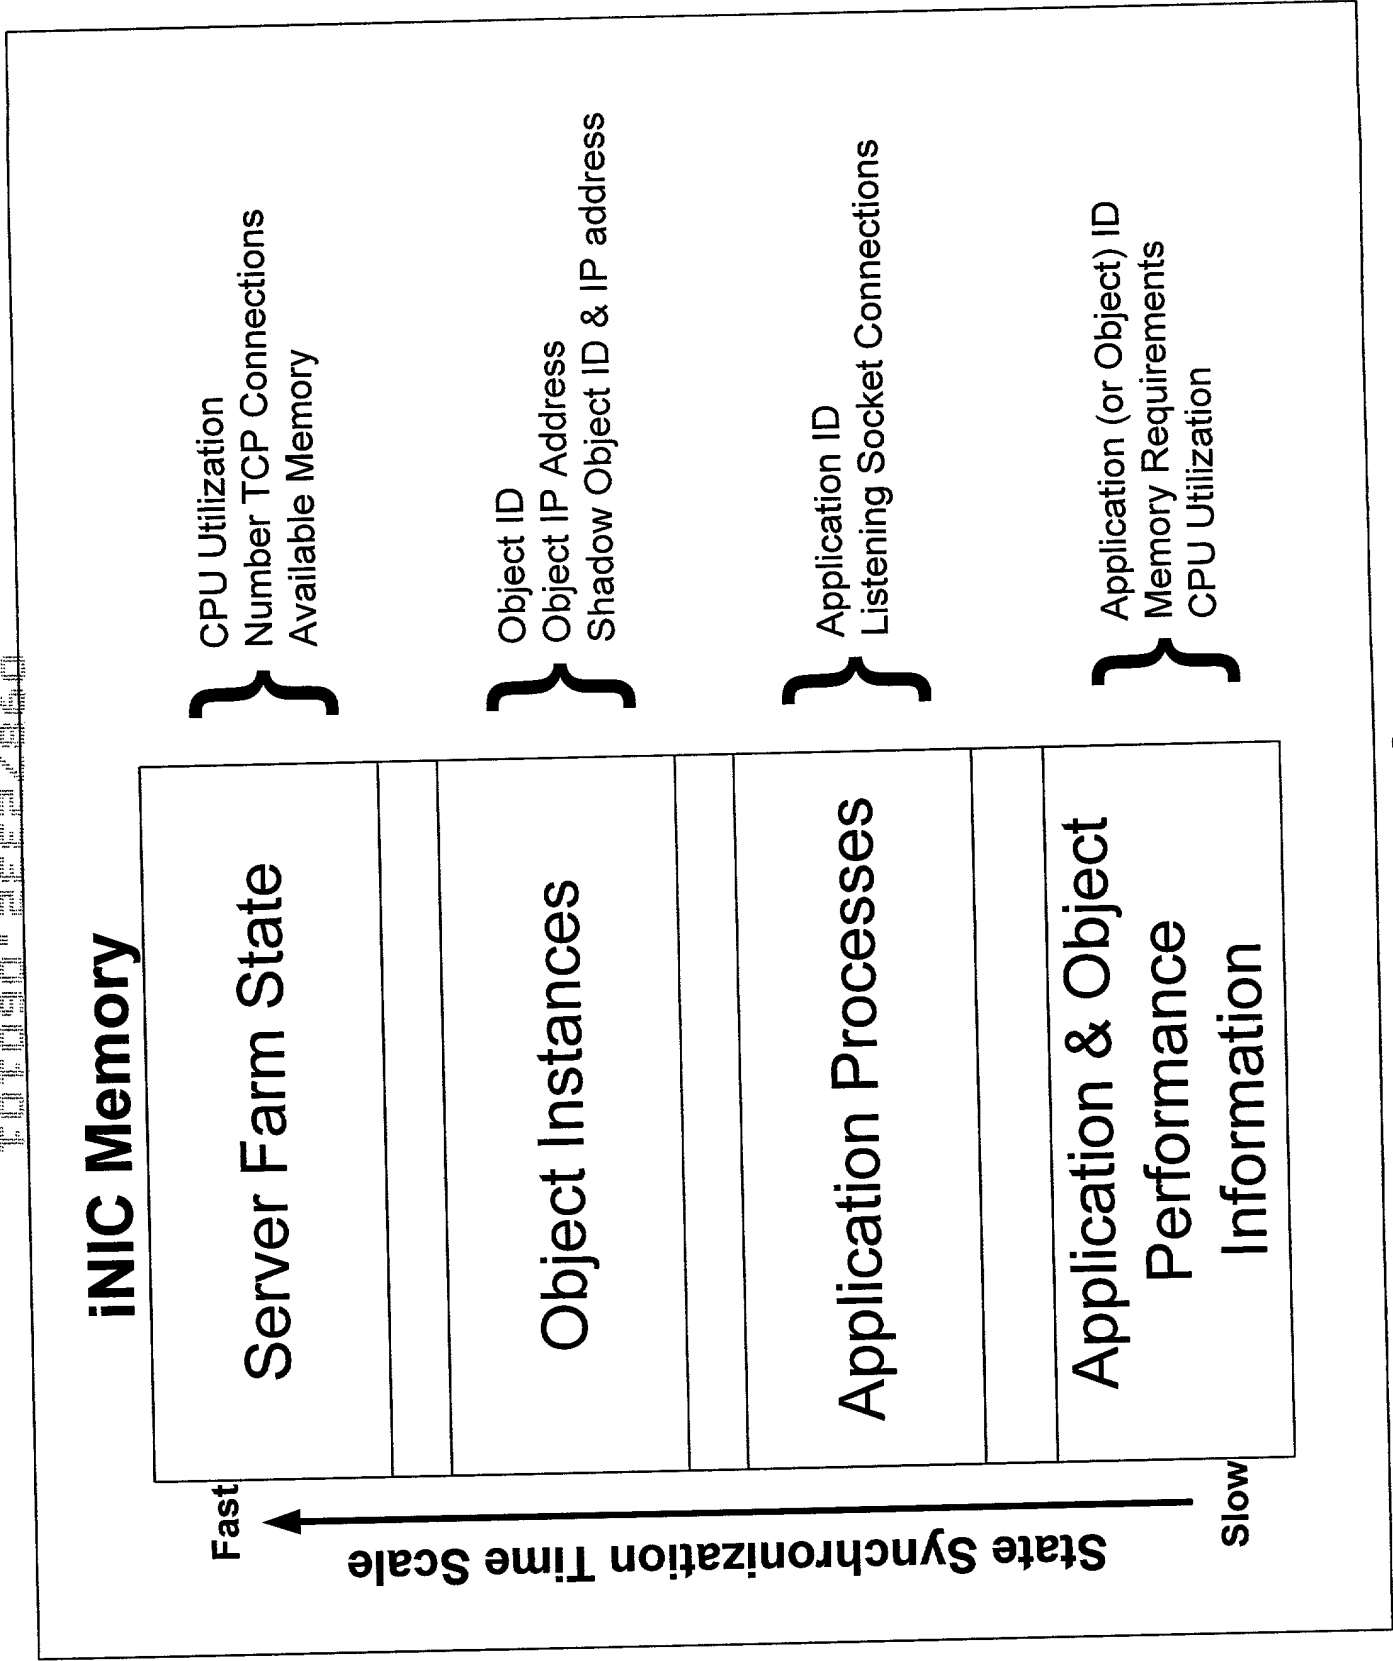 iNIC Memory
Fast
State Synchronization Time Scale
Slow
Server Farm State
CPU Utilization
Number TCP Connections
Available Memory
Object Instances
Object ID
Object IP Address
Shadow Object ID & IP address
Application Processes
Application ID
Listening Socket Connections
Application & Object
Performance
Information
Application (or Object) ID
Memory Requirements
CPU Utilization